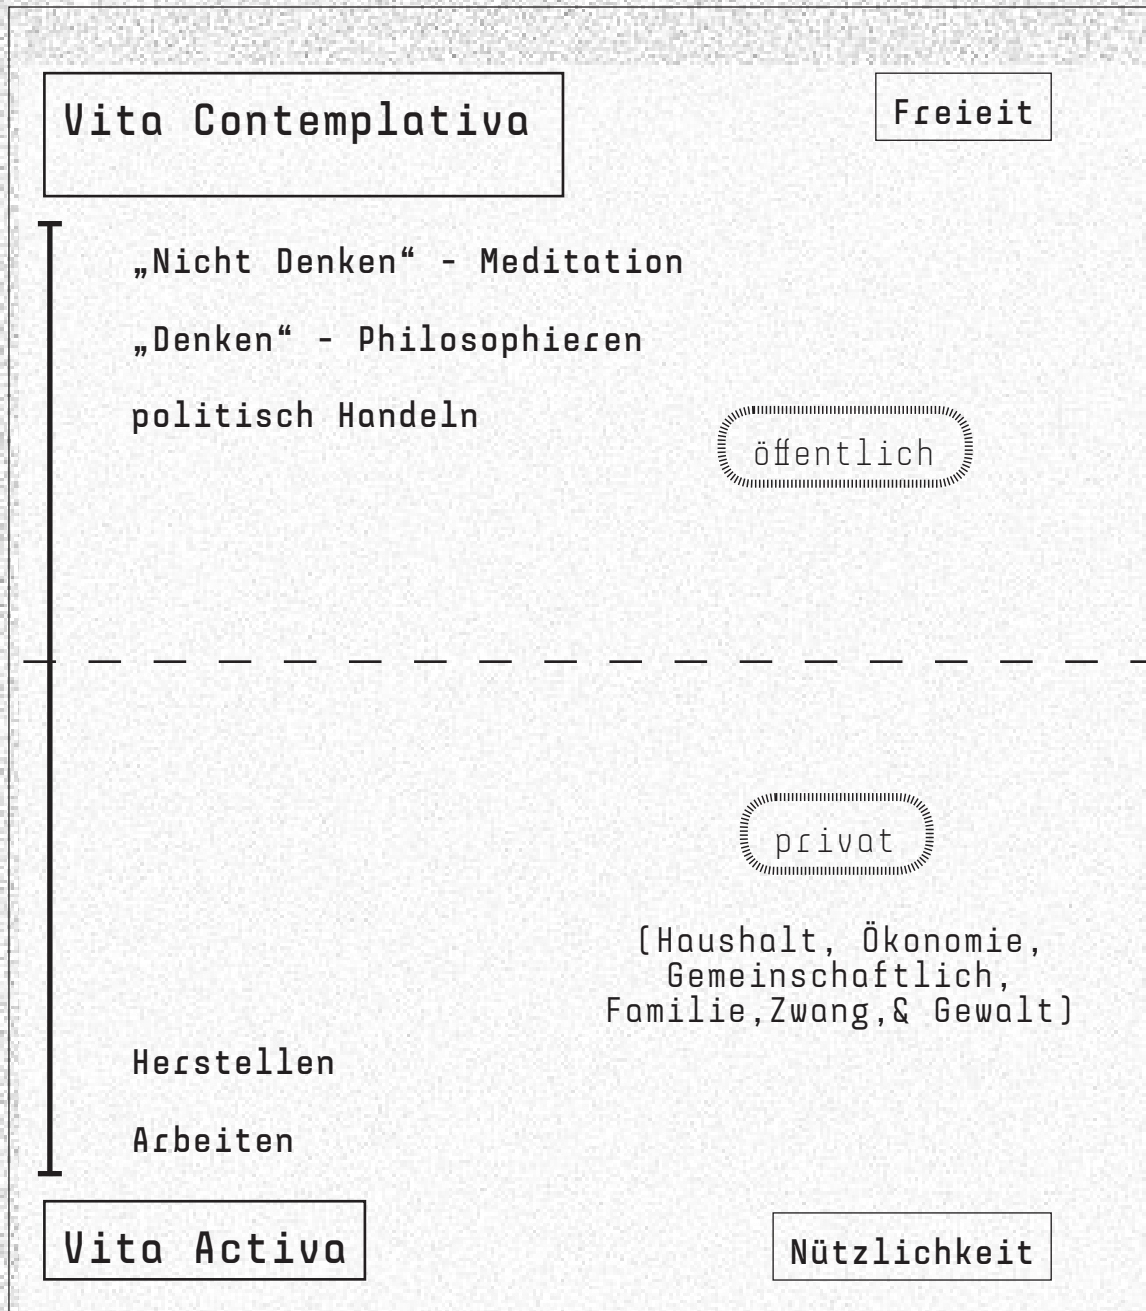 Vita Contemplativa
Freieit
„Nicht Denken“ - Meditation
„Denken“ - Philosophieren
politisch Handeln
öffentlich
privat
(Haushalt, Ökonomie,
Gemeinschaftlich,
Familie,Zwang,& Gewalt)
Herstellen
Arbeiten
Vita Activa
Nützlichkeit